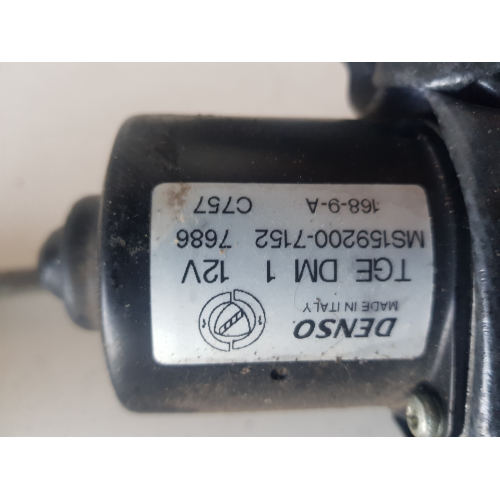 DENSO
MADE IN ITALY
TGE DM 1 12V
MS159200-7152 7686
168-9-A C757